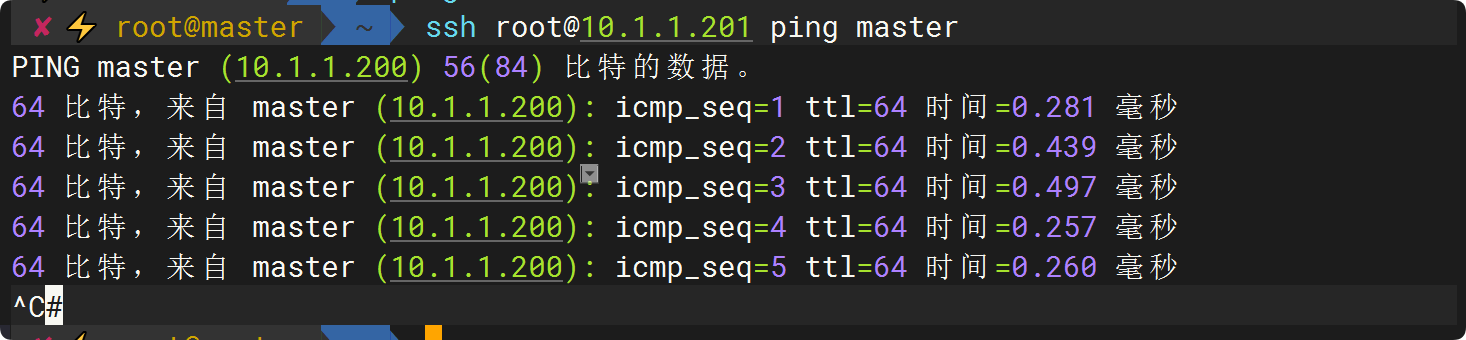 ✘ ⚡ root@master ~ ssh root@10.1.1.201 ping master
PING master (10.1.1.200) 56(84) 比特的数据。
64 比特，来自 master (10.1.1.200): icmp_seq=1 ttl=64 时间=0.281 毫秒
64 比特，来自 master (10.1.1.200): icmp_seq=2 ttl=64 时间=0.439 毫秒
64 比特，来自 master (10.1.1.200): icmp_seq=3 ttl=64 时间=0.497 毫秒
64 比特，来自 master (10.1.1.200): icmp_seq=4 ttl=64 时间=0.257 毫秒
64 比特，来自 master (10.1.1.200): icmp_seq=5 ttl=64 时间=0.260 毫秒
^C#